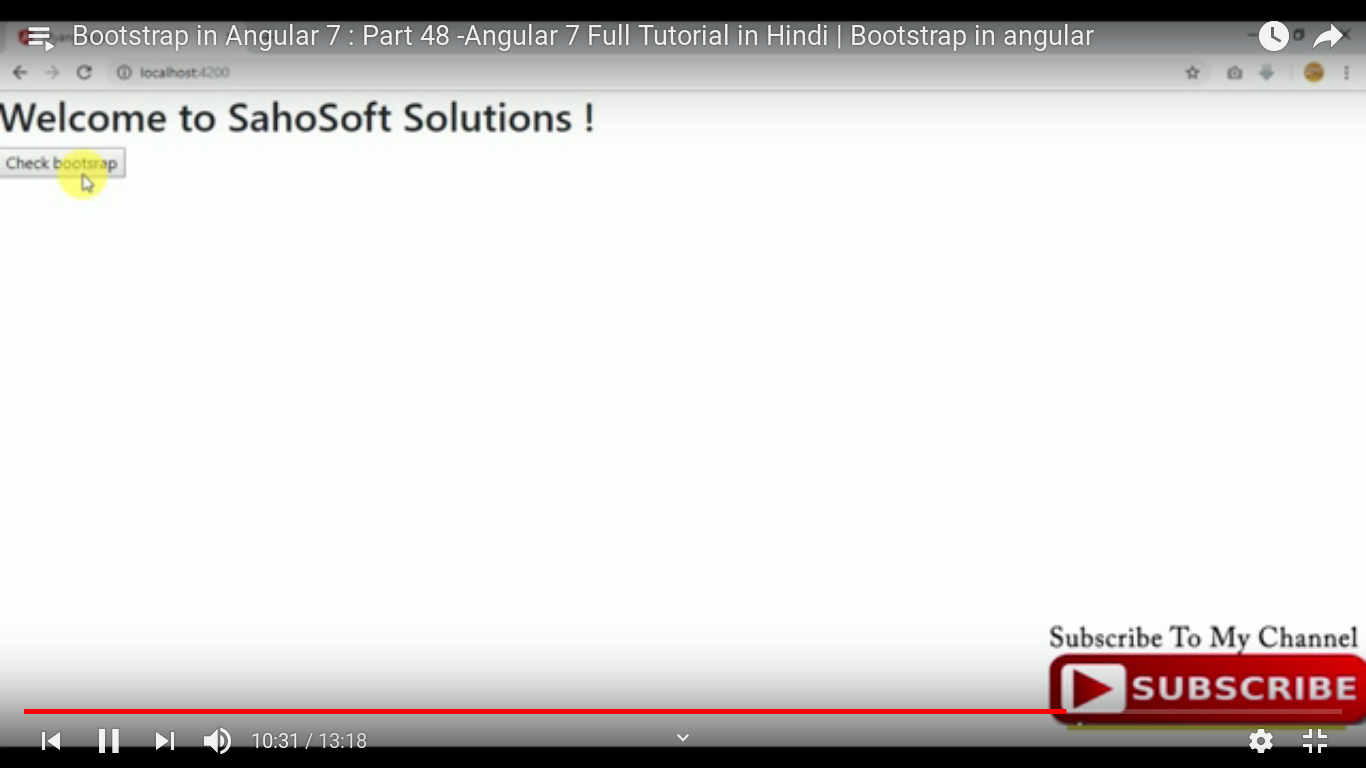 Bootstrap in Angular 7 : Part 48 -Angular 7 Full Tutorial in Hindi | Bootstrap in angular
localhost:4200
Welcome to SahoSoft Solutions !
Check bootsrap
Subscribe To My Channel
SUBSCRIBE
10:31 / 13:18